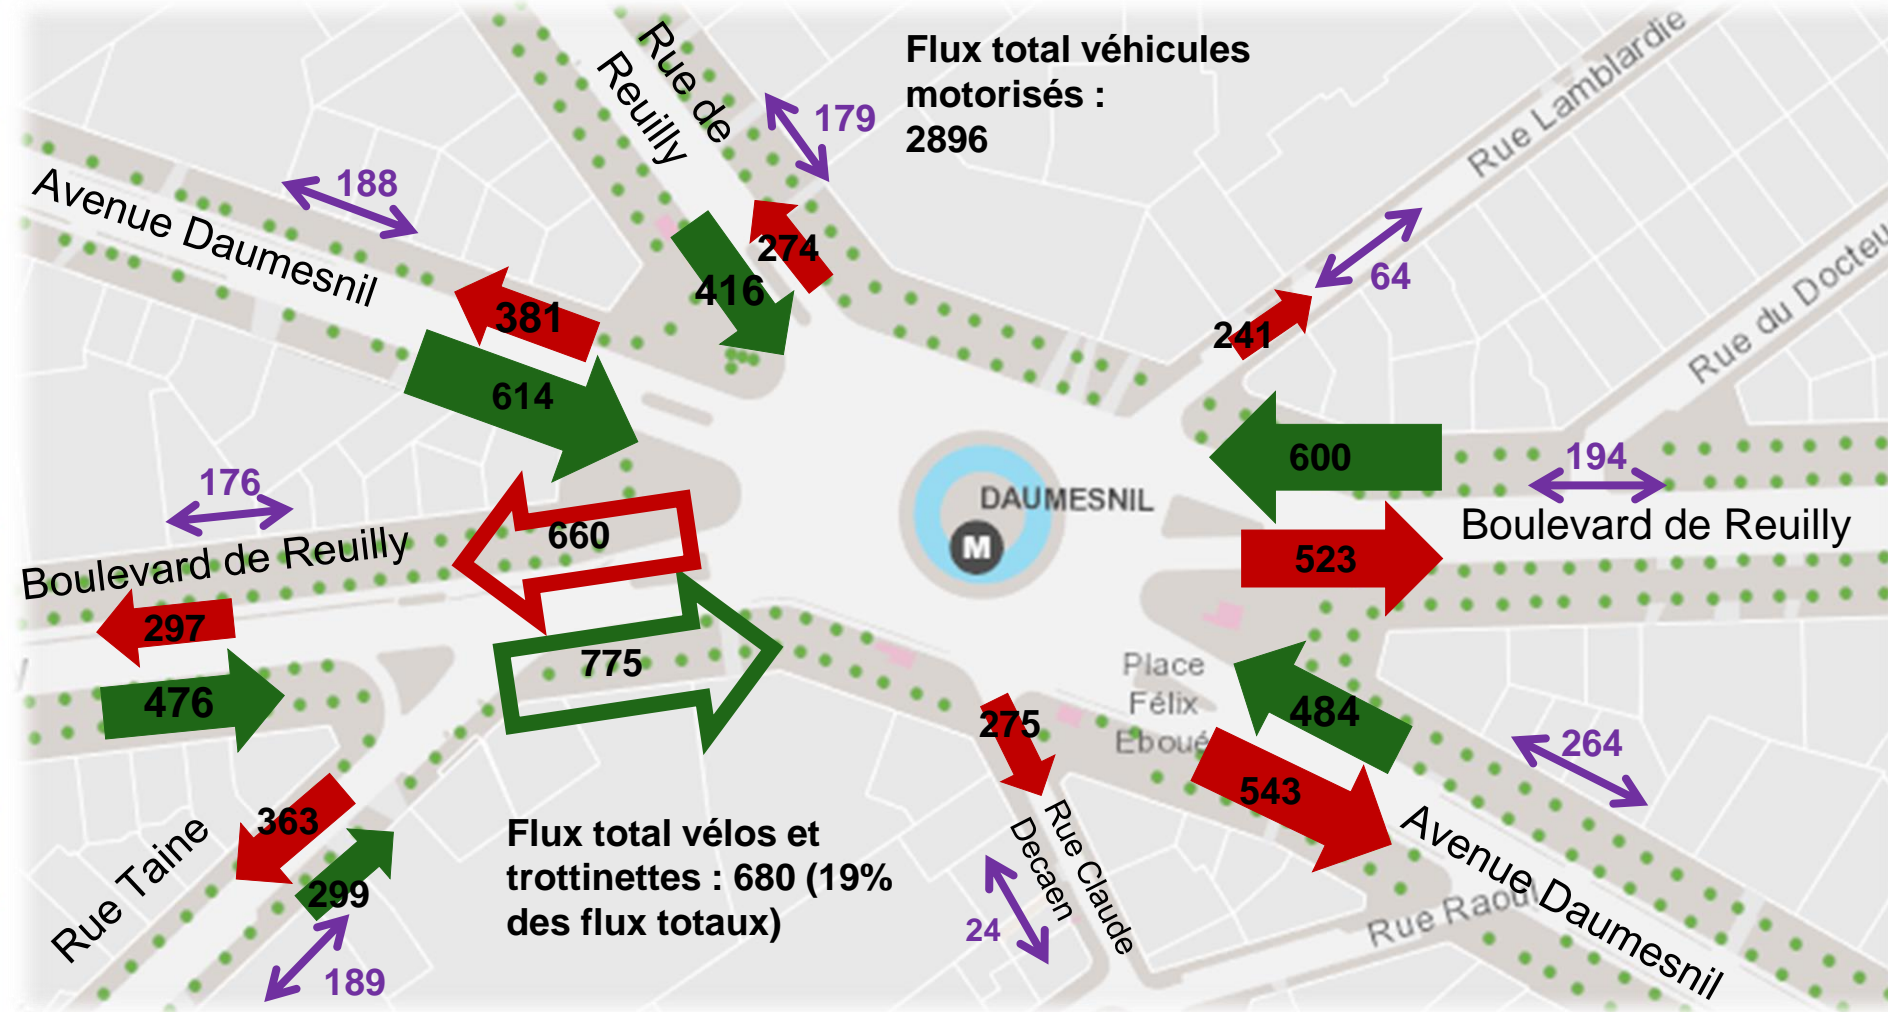 Flux total véhicules
motorisés :
2896
Rue de
Reuilly
179
Rue Lamblardie
188
Avenue Daumesnil
274
416
64
381
241
Rue du Docteu
614
600
194
176
DAUMESNIL
M
660
Boulevard de Reuilly
Boulevard de Reuilly
523
297
775
476
Place
Félix
Eboué
484
275
264
543
363
299
Rue Taine
189
Flux total vélos et
trottinettes : 680 (19%
des flux totaux)
Rue Claude
Decaen
24
Rue Raoul
Avenue Daumesnil